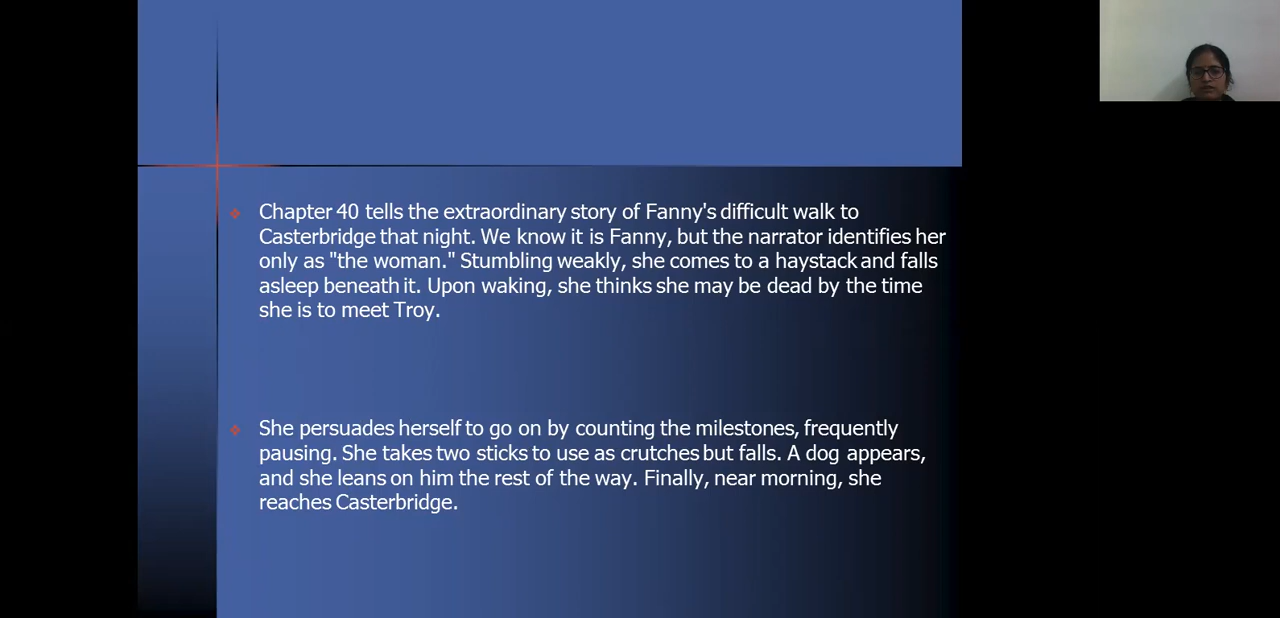 Chapter 40 tells the extraordinary story of Fanny's difficult walk to
Casterbridge that night. We know it is Fanny, but the narrator identifies her
only as "the woman." Stumbling weakly, she comes to a haystack and falls
asleep beneath it. Upon waking, she thinks she may be dead by the time
she is to meet Troy.
She persuades herself to go on by counting the milestones, frequently
pausing. She takes two sticks to use as crutches but falls. A dog appears,
and she leans on him the rest of the way. Finally, near morning, she
reaches Casterbridge.